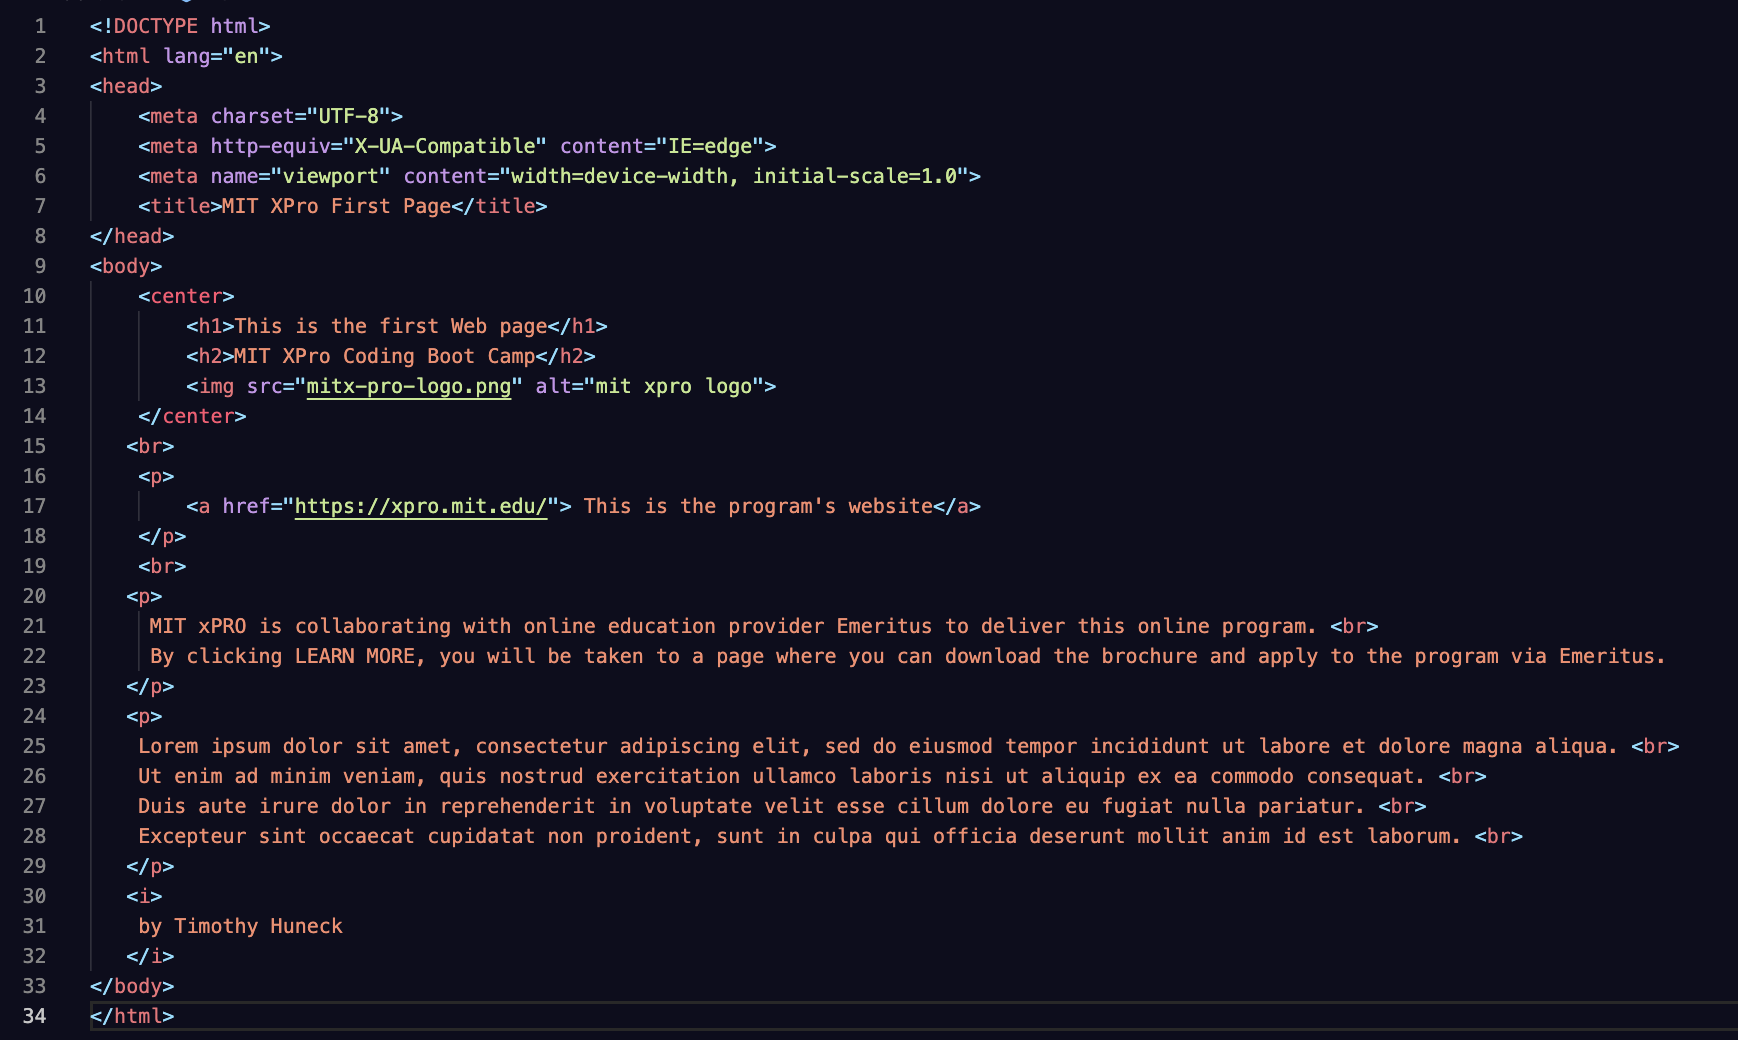 1 <!DOCTYPE html>
2 <html lang="en">
3 <head>
4     <meta charset="UTF-8">
5     <meta http-equiv="X-UA-Compatible" content="IE=edge">
6     <meta name="viewport" content="width=device-width, initial-scale=1.0">
7     <title>MIT XPro First Page</title>
8 </head>
9 <body>
10     <center>
11         <h1>This is the first Web page</h1>
12         <h2>MIT XPro Coding Boot Camp</h2>
13         <img src="mitx-pro-logo.png" alt="mit xpro logo">
14     </center>
15    <br>
16     <p>
17         <a href="https://xpro.mit.edu/"> This is the program's website</a>
18     </p>
19     <br>
20    <p>
21      MIT xPRO is collaborating with online education provider Emeritus to deliver this online program. <br>
22      By clicking LEARN MORE, you will be taken to a page where you can download the brochure and apply to the program via Emeritus.
23    </p>
24    <p>
25     Lorem ipsum dolor sit amet, consectetur adipiscing elit, sed do eiusmod tempor incididunt ut labore et dolore magna aliqua. <br>
26     Ut enim ad minim veniam, quis nostrud exercitation ullamco laboris nisi ut aliquip ex ea commodo consequat. <br>
27     Duis aute irure dolor in reprehenderit in voluptate velit esse cillum dolore eu fugiat nulla pariatur. <br>
28     Excepteur sint occaecat cupidatat non proident, sunt in culpa qui officia deserunt mollit anim id est laborum. <br>
29    </p>
30    <i>
31     by Timothy Huneck
32    </i>
33 </body>
34 </html>